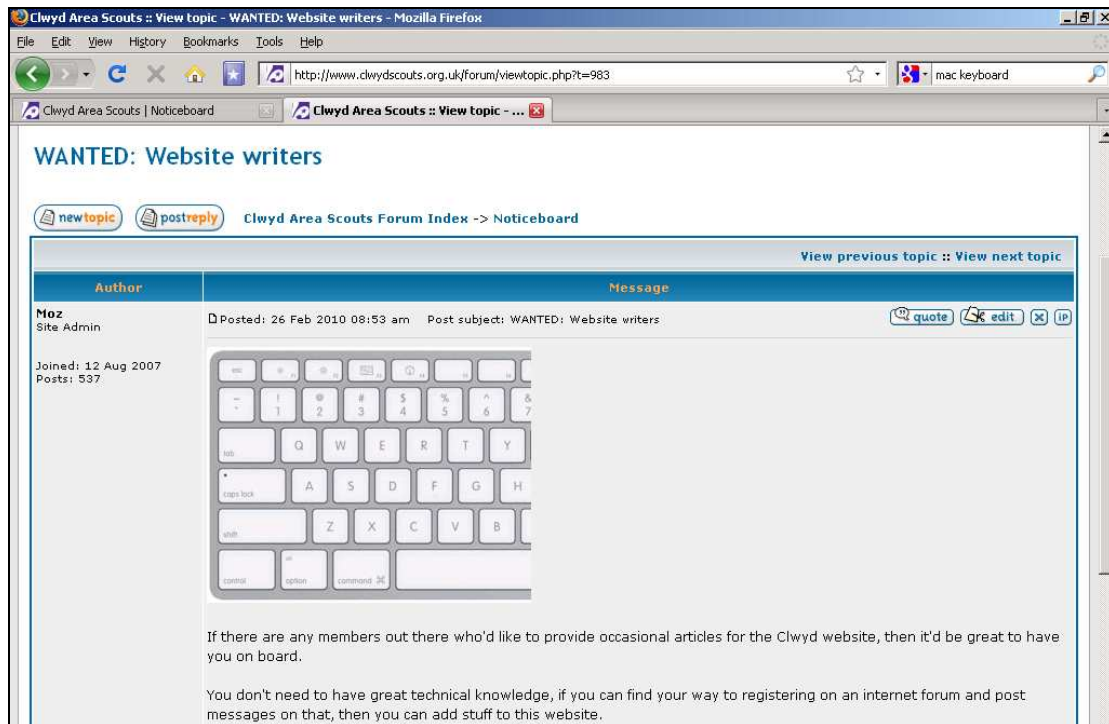 Clwyd Area Scouts :: View topic - WANTED: Website writers - Mozilla Firefox
File Edit View History Bookmarks Tools Help
http://www.clwydscouts.org.uk/forum/viewtopic.php?t=983
mac keyboard
Clwyd Area Scouts | Noticeboard
Clwyd Area Scouts :: View topic - ...
WANTED: Website writers
newtopic postreply Clwyd Area Scouts Forum Index -> Noticeboard
View previous topic :: View next topic
Author Message
Moz
Site Admin
Joined: 12 Aug 2007
Posts: 537
Posted: 26 Feb 2010 08:53 am Post subject: WANTED: Website writers
quote edit X IP
esc
~ ! @ # $ % ^ &
1 2 3 4 5 6 7
tab Q W E R T Y
caps lock A S D F G H
shift Z X C V B
alt
control option command ⌘
If there are any members out there who'd like to provide occasional articles for the Clwyd website, then it'd be great to have
you on board.
You don't need to have great technical knowledge, if you can find your way to registering on an internet forum and post
messages on that, then you can add stuff to this website.